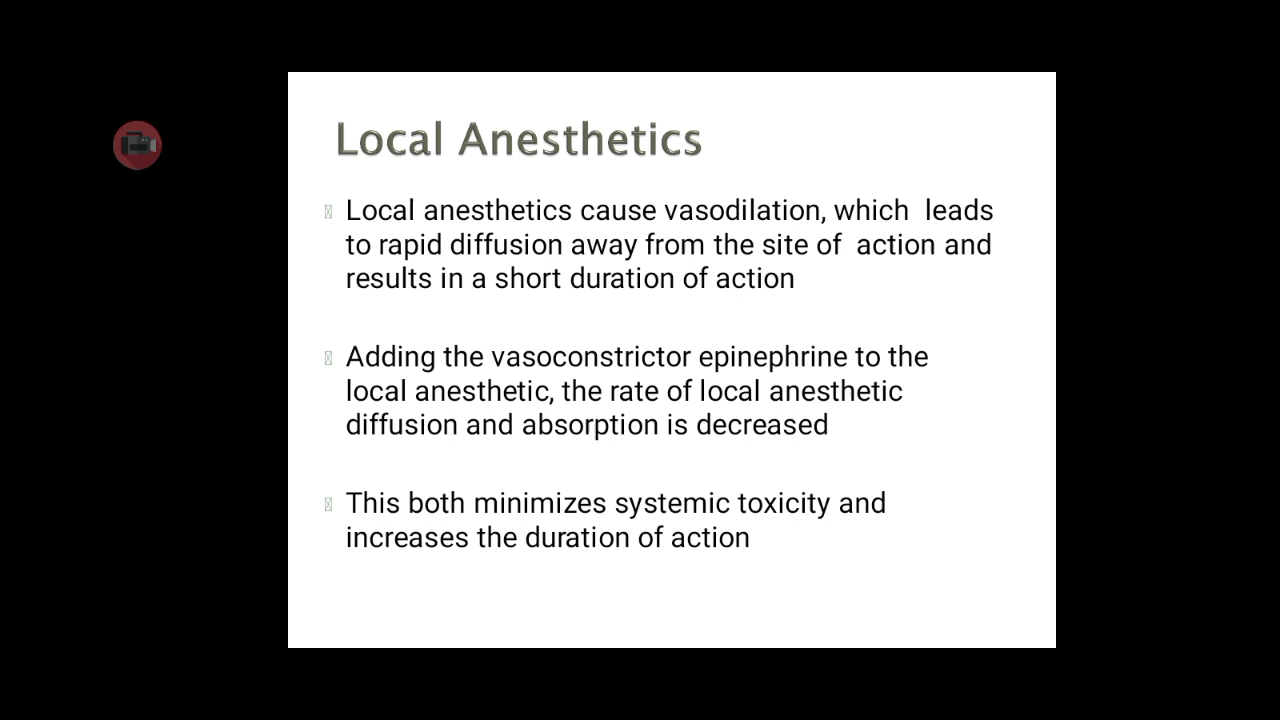 Local Anesthetics
Local anesthetics cause vasodilation, which  leads
to rapid diffusion away from the site of  action and
results in a short duration of action
Adding the vasoconstrictor epinephrine to the
local anesthetic, the rate of local anesthetic
diffusion and absorption is decreased
This both minimizes systemic toxicity and
increases the duration of action